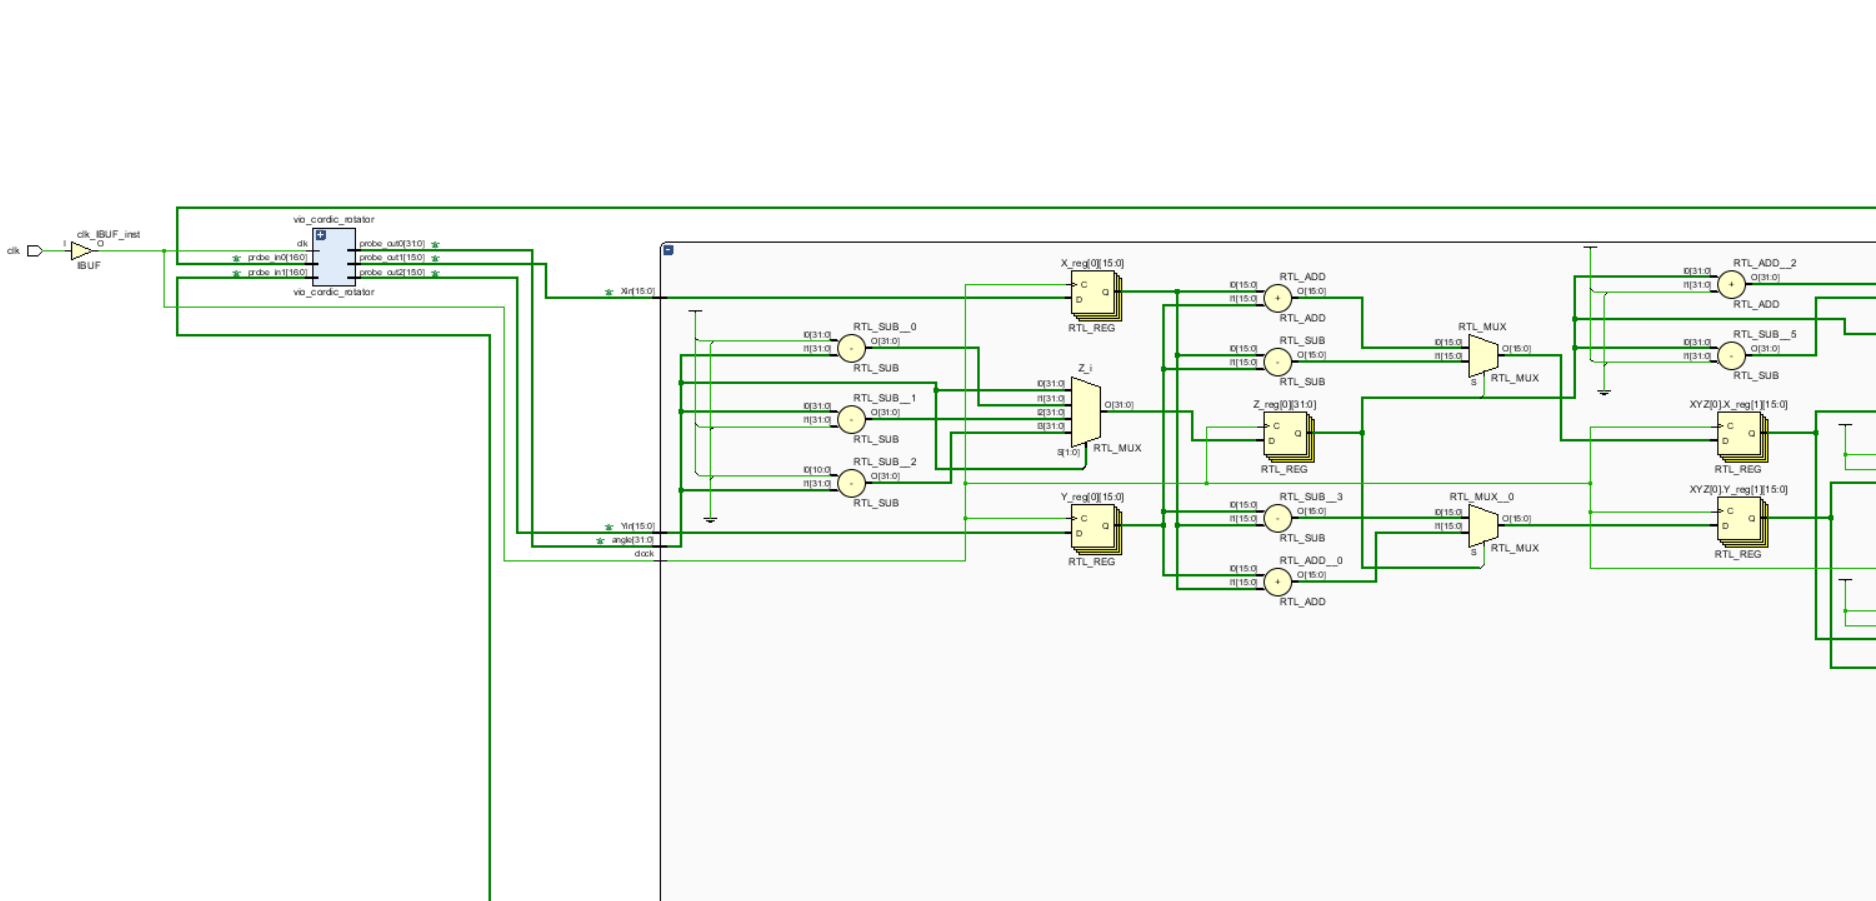 clk
I
clk_IBUF_inst
O
IBUF
vio_cordic_rotator
clk
probe_in0[16:0]
probe_in1[16:0]
probe_out0[31:0]
probe_out1[15:0]
probe_out2[15:0]
vio_cordic_rotator
Xin[15:0]
Yin[15:0]
angle[31:0]
clock
RTL_SUB__0
I0[31:0]
I1[31:0]
O[31:0]
RTL_SUB
RTL_SUB__1
I0[31:0]
I1[31:0]
O[31:0]
RTL_SUB
RTL_SUB__2
I0[10:0]
I1[31:0]
O[31:0]
RTL_SUB
X_reg[0][15:0]
C
D
Q
RTL_REG
Z_i
I0[31:0]
I1[31:0]
I2[31:0]
I3[31:0]
O[31:0]
S[1:0]
RTL_MUX
Y_reg[0][15:0]
C
D
Q
RTL_REG
RTL_ADD
I0[15:0]
I1[15:0]
O[15:0]
+
RTL_ADD
RTL_SUB
I0[15:0]
I1[15:0]
O[15:0]
RTL_SUB
Z_reg[0][31:0]
C
D
Q
RTL_REG
RTL_SUB__3
I0[15:0]
I1[15:0]
O[15:0]
RTL_SUB
RTL_ADD__0
I0[15:0]
I1[15:0]
O[15:0]
+
RTL_ADD
RTL_MUX
I0[15:0]
I1[15:0]
O[15:0]
S
RTL_MUX
RTL_MUX__0
I0[15:0]
I1[15:0]
O[15:0]
S
RTL_MUX
RTL_ADD__2
I0[31:0]
I1[31:0]
O[31:0]
+
RTL_ADD
RTL_SUB__5
I0[31:0]
I1[31:0]
O[31:0]
RTL_SUB
XYZ[0].X_reg[1][15:0]
C
D
Q
RTL_REG
XYZ[0].Y_reg[1][15:0]
C
D
Q
RTL_REG